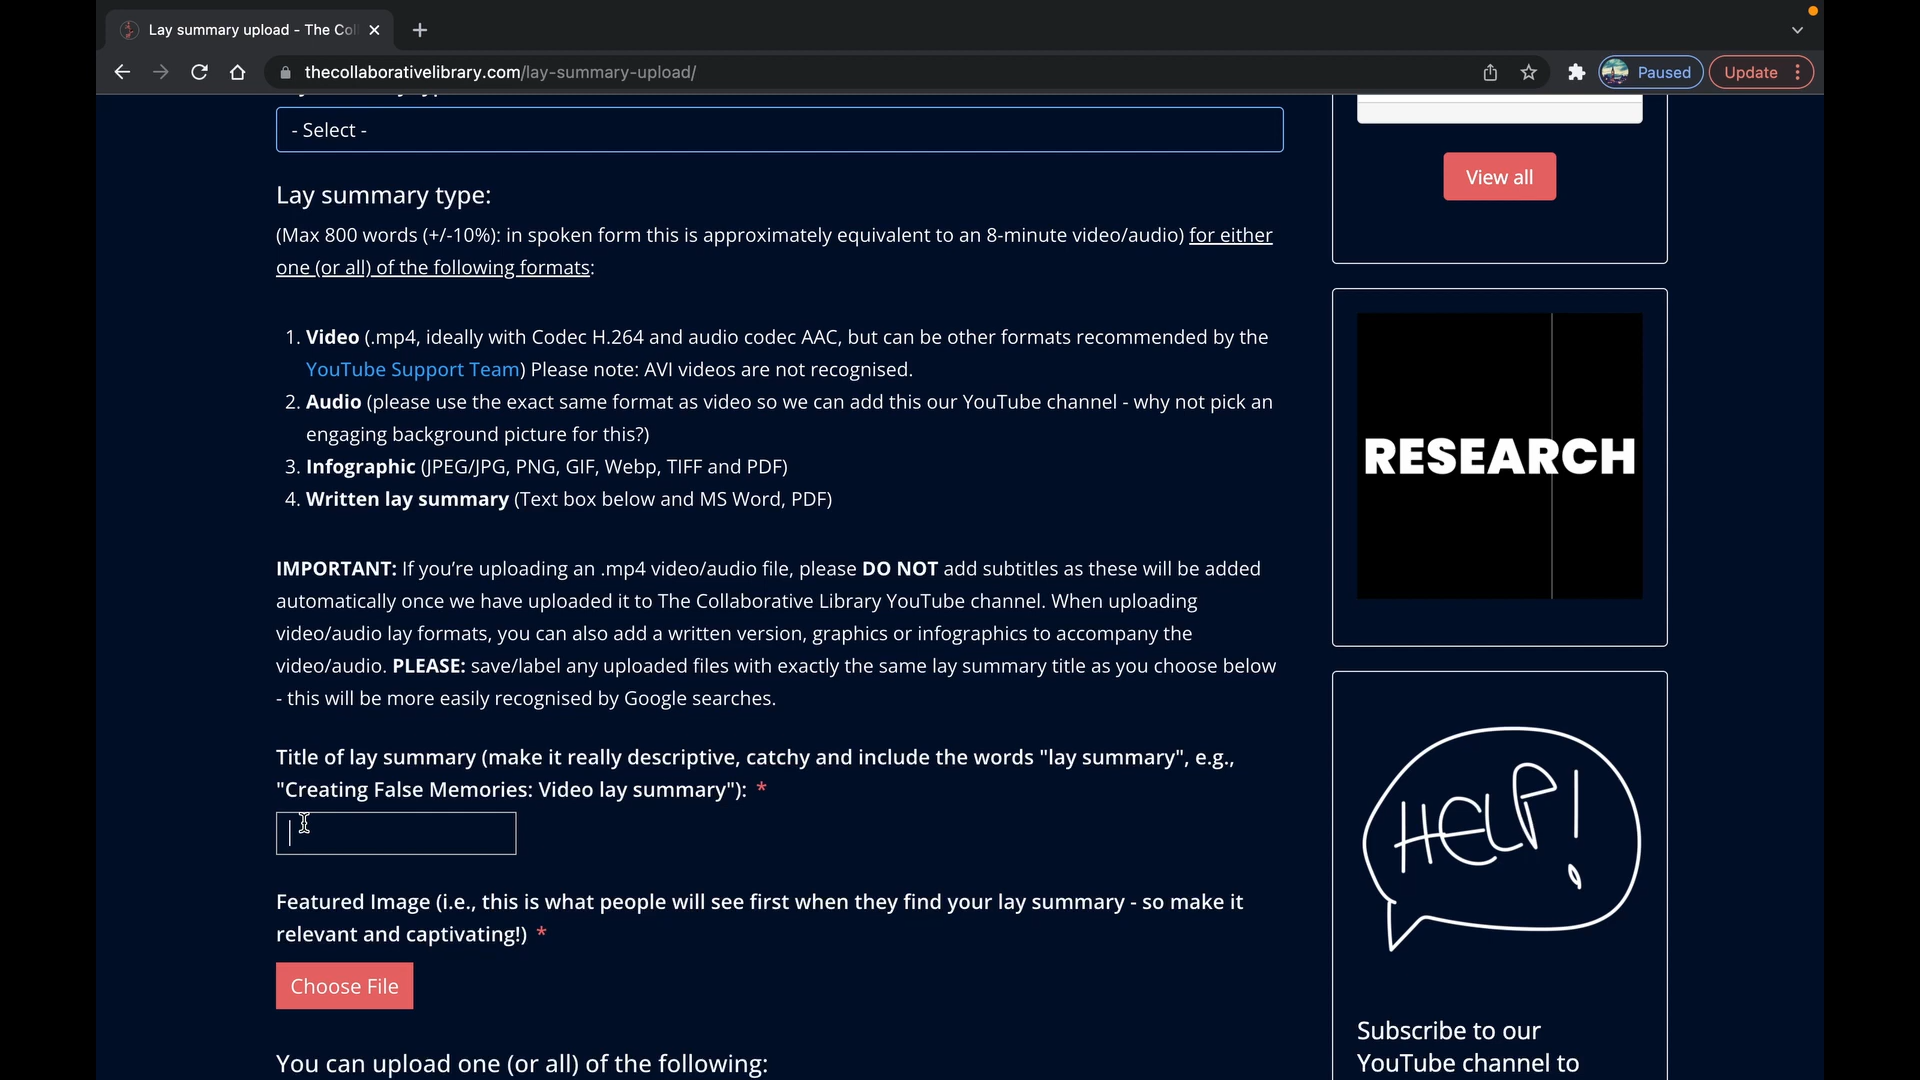 Lay summary upload - The Col
thecollaborativelibrary.com/lay-summary-upload/
Paused
Update
- Select -
Lay summary type:
(Max 800 words (+/-10%): in spoken form this is approximately equivalent to an 8-minute video/audio) for either
one (or all) of the following formats:
1. Video (.mp4, ideally with Codec H.264 and audio codec AAC, but can be other formats recommended by the
YouTube Support Team) Please note: AVI videos are not recognised.
2. Audio (please use the exact same format as video so we can add this our YouTube channel - why not pick an
engaging background picture for this?)
3. Infographic (JPEG/JPG, PNG, GIF, Webp, TIFF and PDF)
4. Written lay summary (Text box below and MS Word, PDF)
IMPORTANT: If you're uploading an .mp4 video/audio file, please DO NOT add subtitles as these will be added
automatically once we have uploaded it to The Collaborative Library YouTube channel. When uploading
video/audio lay formats, you can also add a written version, graphics or infographics to accompany the
video/audio. PLEASE: save/label any uploaded files with exactly the same lay summary title as you choose below
- this will be more easily recognised by Google searches.
Title of lay summary (make it really descriptive, catchy and include the words "lay summary", e.g.,
"Creating False Memories: Video lay summary"): *
Featured Image (i.e., this is what people will see first when they find your lay summary - so make it
relevant and captivating!) *
Choose File
You can upload one (or all) of the following:
View all
RESEARCH
HELP!
Subscribe to our
YouTube channel to